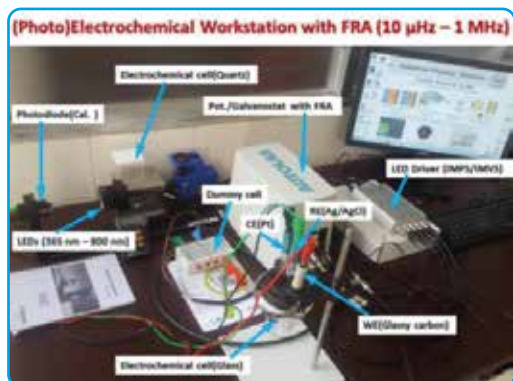 (Photo)Electrochemical Workstation with FRA (10 µHz – 1 MHz)
Electrochemical cell(Quartz)
Photodiode(Cal. )
Pot./Galvanostat with FRA
LED Driver (IMPS/IMVS)
AUTOLAB
Dummy cell
RE(Ag/AgCl)
CE(Pt)
LEDs (365 nm – 800 nm)
WE(Glassy carbon)
Electrochemical cell(Glass)